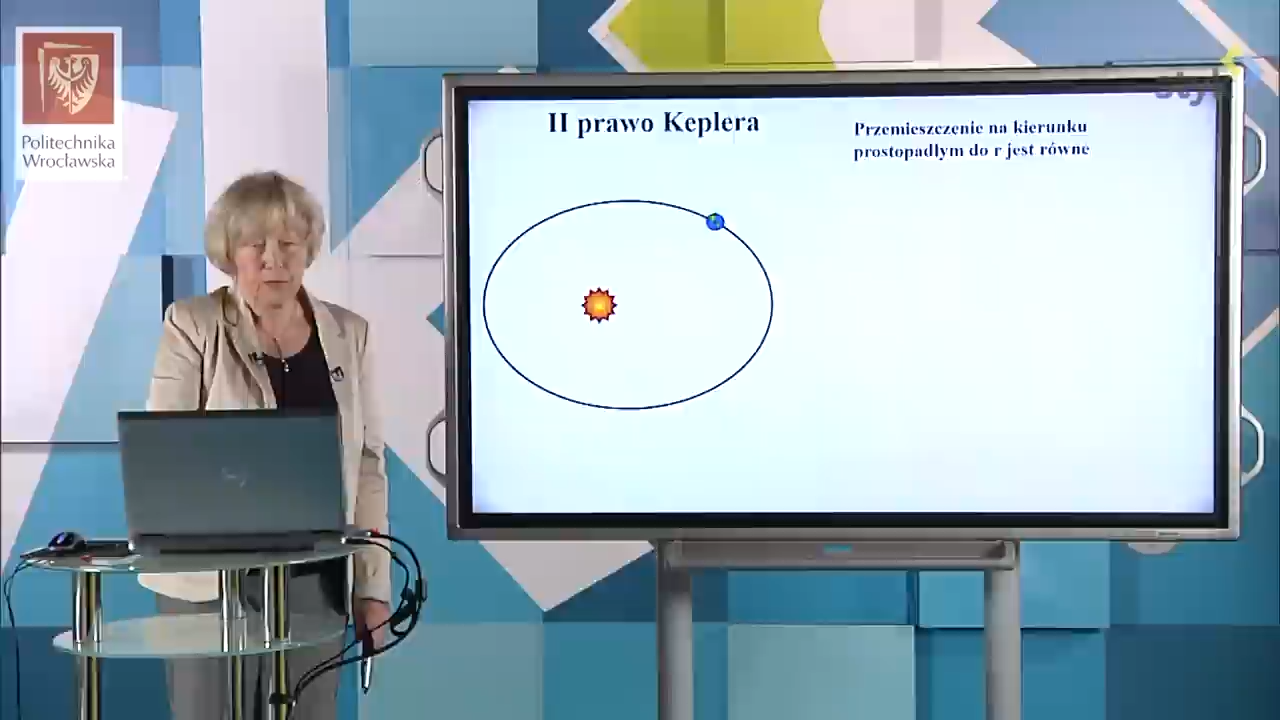 Politechnika
Wrocławska
II prawo Keplera
Przemieszczenie na kierunku
prostopadłym do r jest równe